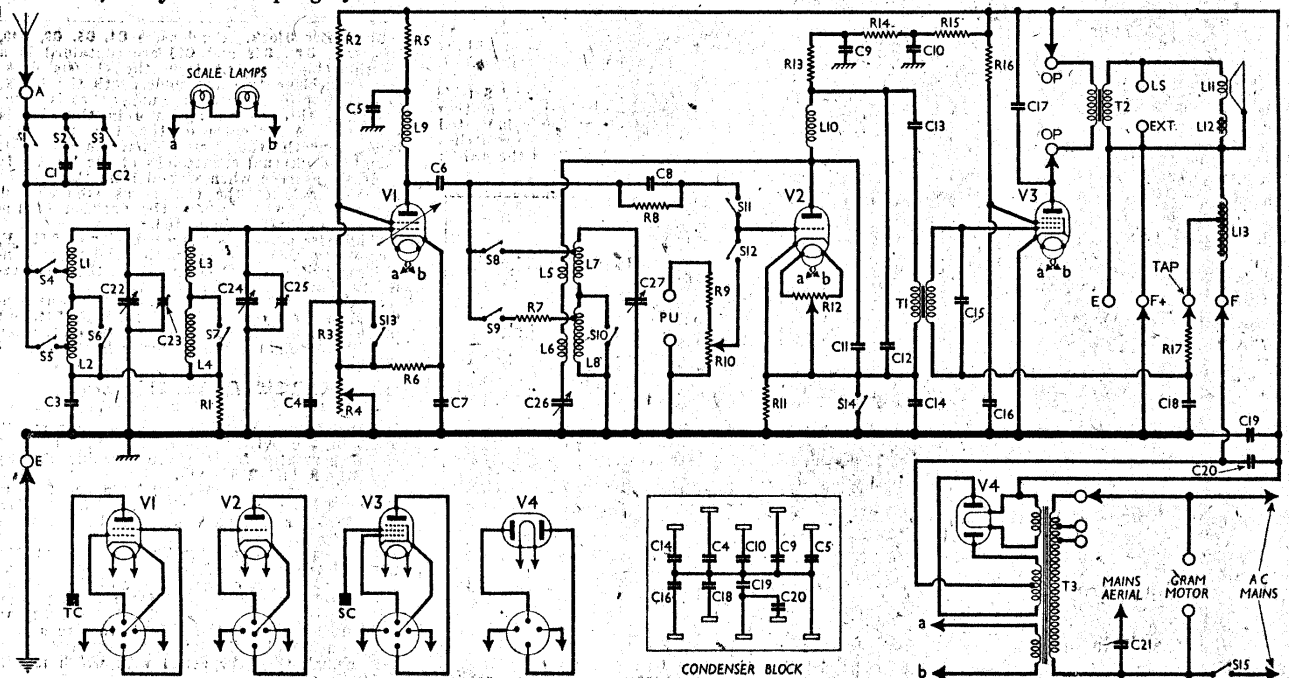 R2
R5
R14
R15
C9
C10
R13
R16
SCALE LAMPS
A
OP
LS
L11
T2
C17
a
b
C5
L9
L10
C13
EXT.
L12
S1
S2
S3
C1
C2
OP
C6
C8
V1
R8
S11
V2
V3
L13
L1
L3
S12
S4
C22
C24
C25
a
b
S8
L5
L7
C27
R9
a
b
a
b
TAP
S6
S7
R7
PU
R12
T1
C15
E
F+
F
S5
C23
R3
S13
S9
S10
R10
C11
C12
R17
L2
L4
R6
L6
L8
C3
R1
C4
R4
C7
C26
R11
S14
C14
C16
C18
C19
E
C20
V1
V2
V3
V4
V4
C14
C4
C10
C9
C5
C16
C18
C19
C20
T3
MAINS
AERIAL
GRAM
MOTOR
A C
MAINS
TC
SC
a
C21
b
S15
CONDENSER BLOCK